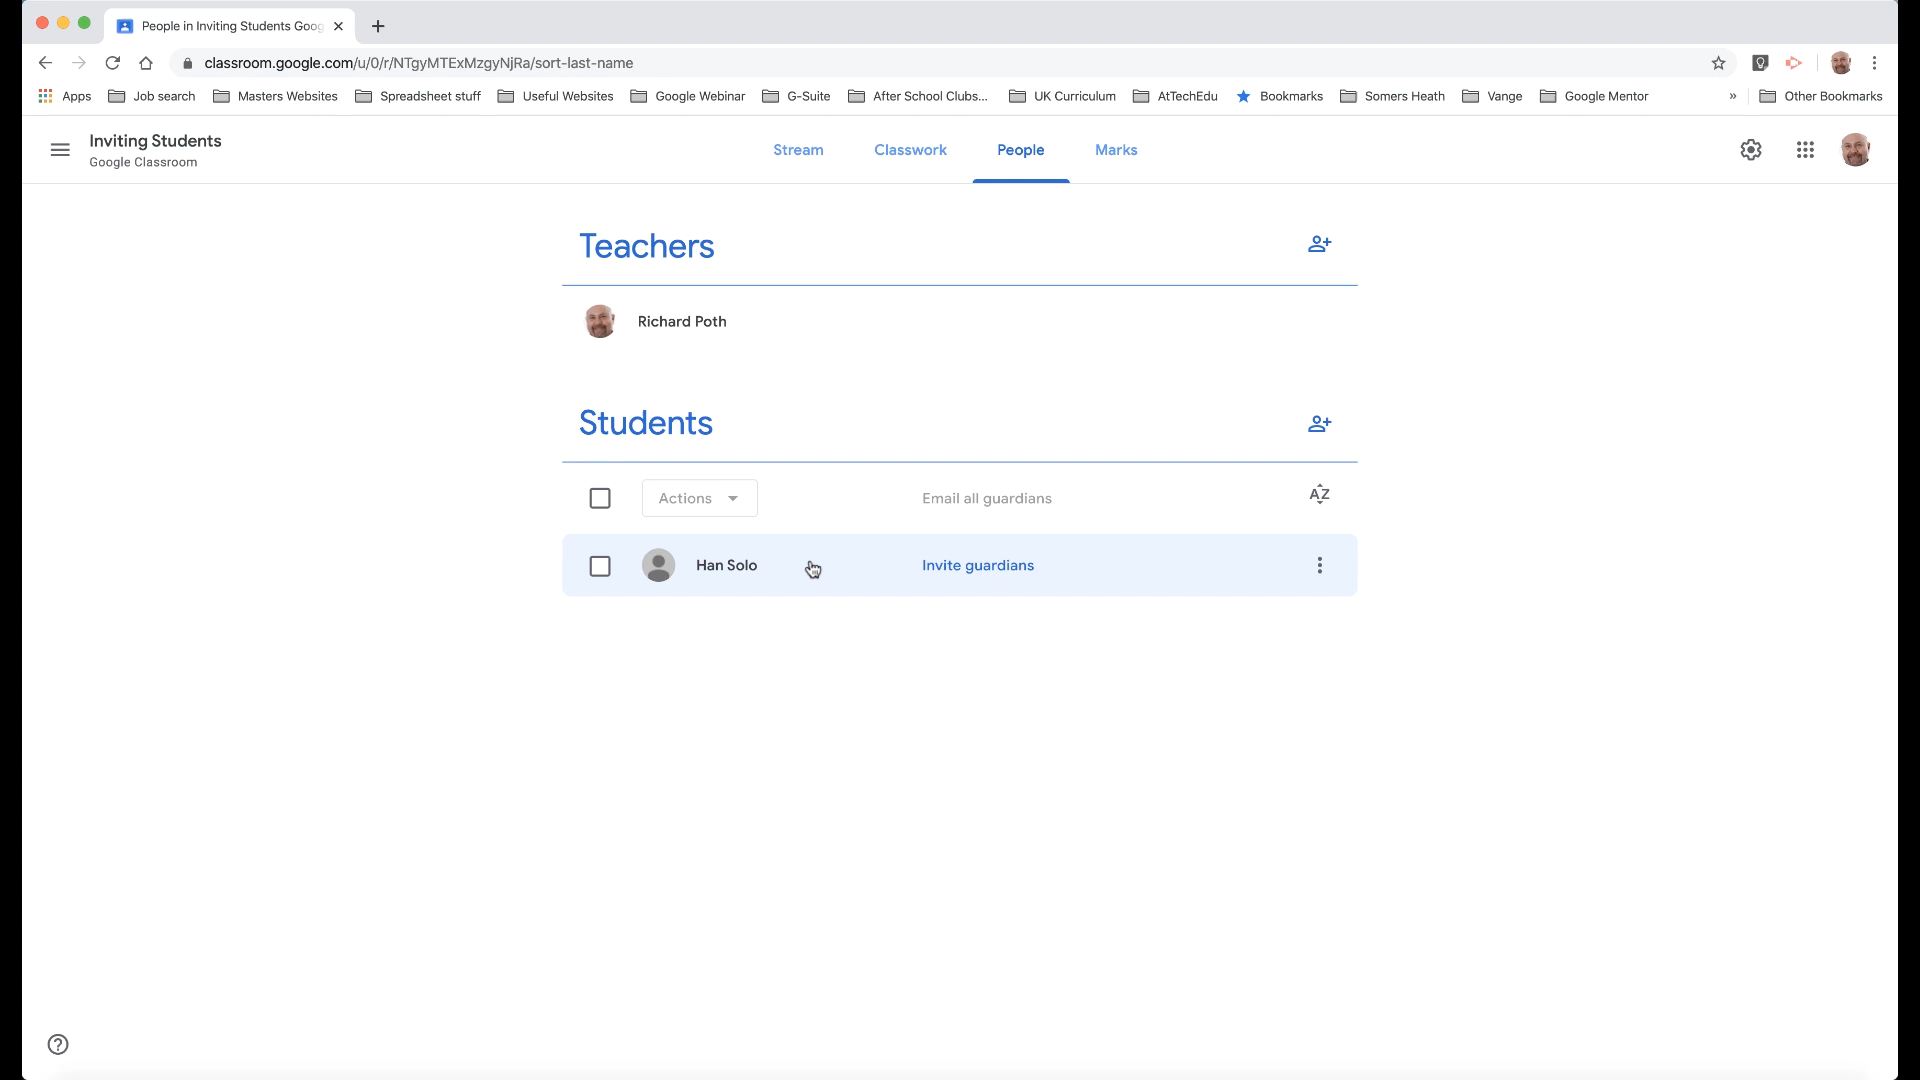 People in Inviting Students Goog
classroom.google.com/u/0/r/NTgyMTExMzgyNjRa/sort-last-name
Apps Job search Masters Websites Spreadsheet stuff Useful Websites Google Webinar G-Suite After School Clubs... UK Curriculum AtTechEdu Bookmarks Somers Heath Vange Google Mentor » Other Bookmarks
Inviting Students
Google Classroom
Stream Classwork People Marks
Teachers
Richard Poth
Students
Actions Email all guardians AZ
Han Solo Invite guardians